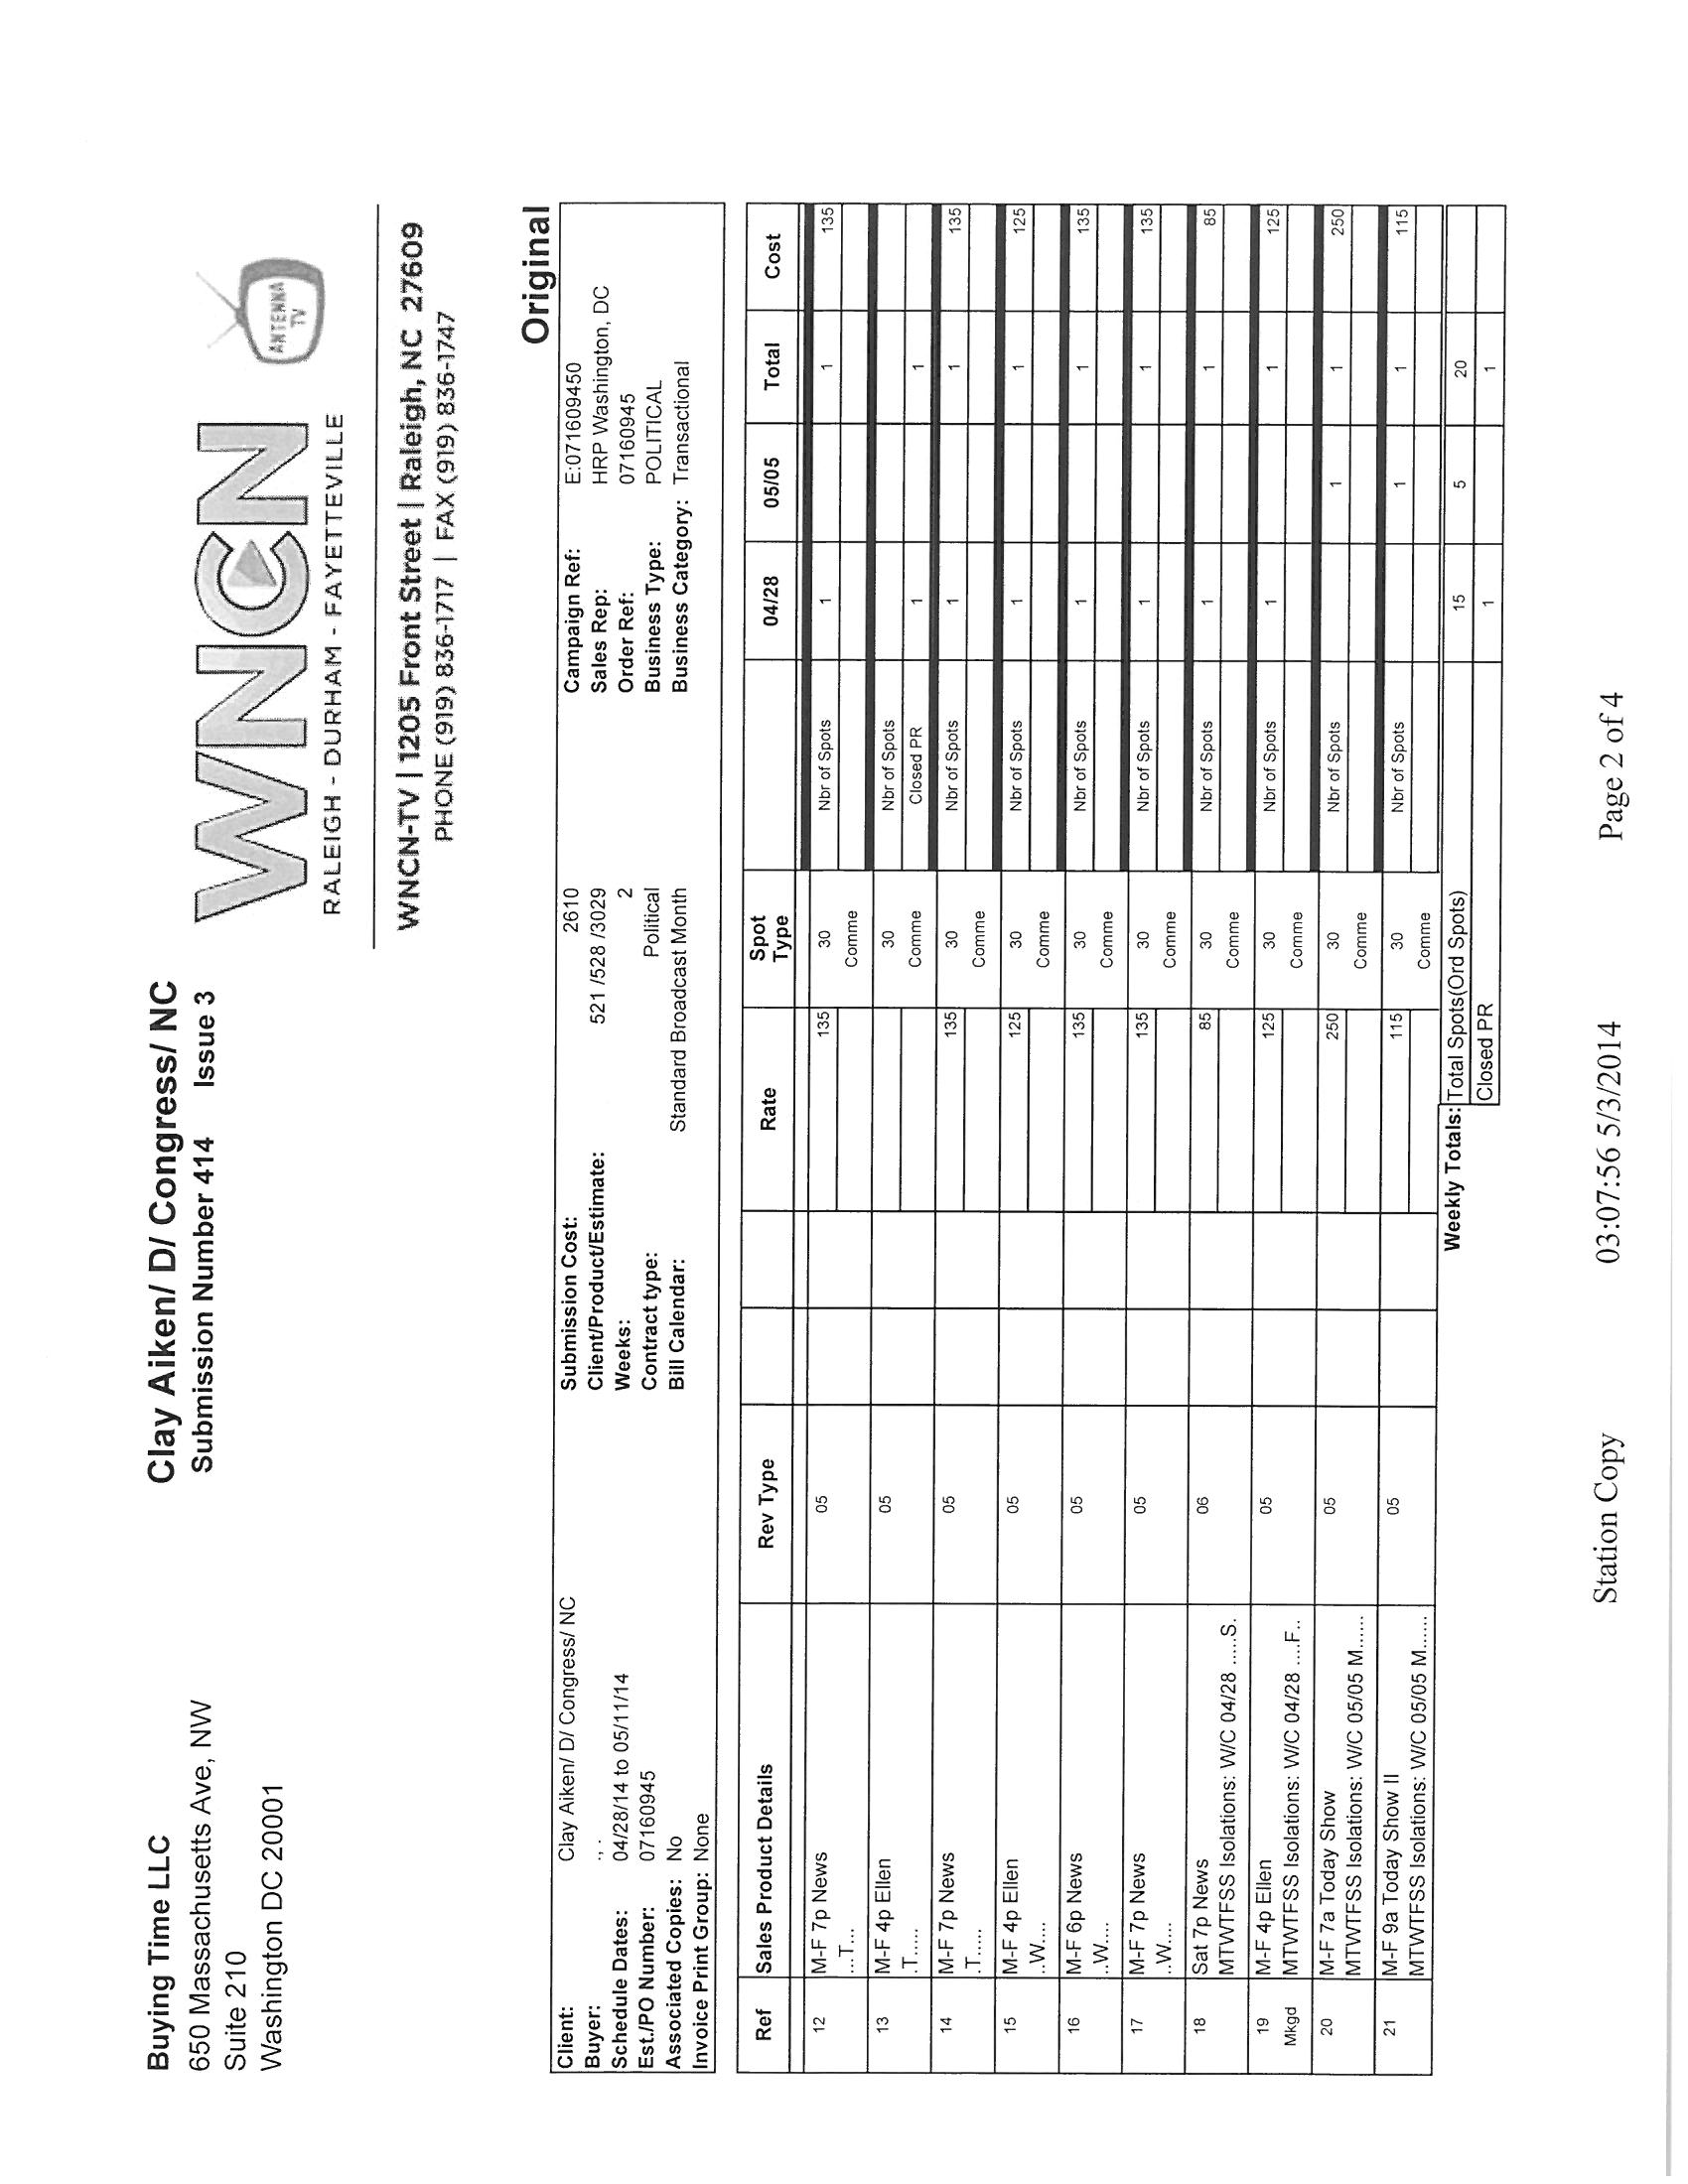 Buying Time LLC
650 Massachusetts Ave, NW
Suite 210
Washington DC 20001
Clay Aiken/ D/ Congress/ NC
Submission Number 414 Issue 3
WNCN
ANTENNA TV
RALEIGH - DURHAM - FAYETTEVILLE
WNCN-TV | 1205 Front Street | Raleigh, NC 27609
PHONE (919) 836-1717 | FAX (919) 836-1747
Original
Client: Clay Aiken/ D/ Congress/ NC Submission Cost: 2610 Campaign Ref: E:071609450
Buyer: ., . Client/Product/Estimate: 521 /528 /3029 Sales Rep: HRP Washington, DC
Schedule Dates: 04/28/14 to 05/11/14 Weeks: 2 Order Ref: 07160945
Est./PO Number: 07160945 Contract type: Political Business Type: POLITICAL
Associated Copies: No Bill Calendar: Standard Broadcast Month Business Category: Transactional
Invoice Print Group: None
Ref Sales Product Details Rev Type Rate Spot Type 04/28 05/05 Total Cost
12 M-F 7p News 05 135 30 Nbr of Spots 1 1 135
...T... Comme
13 M-F 4p Ellen 05 30 Nbr of Spots
.T..... Comme Closed PR 1 1
14 M-F 7p News 05 135 30 Nbr of Spots 1 1 135
.T..... Comme
15 M-F 4p Ellen 05 125 30 Nbr of Spots 1 1 125
..W.... Comme
16 M-F 6p News 05 135 30 Nbr of Spots 1 1 135
..W.... Comme
17 M-F 7p News 05 135 30 Nbr of Spots 1 1 135
..W.... Comme
18 Sat 7p News 06 85 30 Nbr of Spots 1 1 85
MTWTFSS Isolations: W/C 04/28 .....S. Comme
19 M-F 4p Ellen 05 125 30 Nbr of Spots 1 1 125
Mkgd MTWTFSS Isolations: W/C 04/28 ....F.. Comme
20 M-F 7a Today Show 05 250 30 Nbr of Spots 1 1 250
MTWTFSS Isolations: W/C 05/05 M...... Comme
21 M-F 9a Today Show II 05 115 30 Nbr of Spots 1 1 115
MTWTFSS Isolations: W/C 05/05 M...... Comme
Weekly Totals: Total Spots(Ord Spots) 15 5 20
Closed PR 1 1
Station Copy 03:07:56 5/3/2014 Page 2 of 4